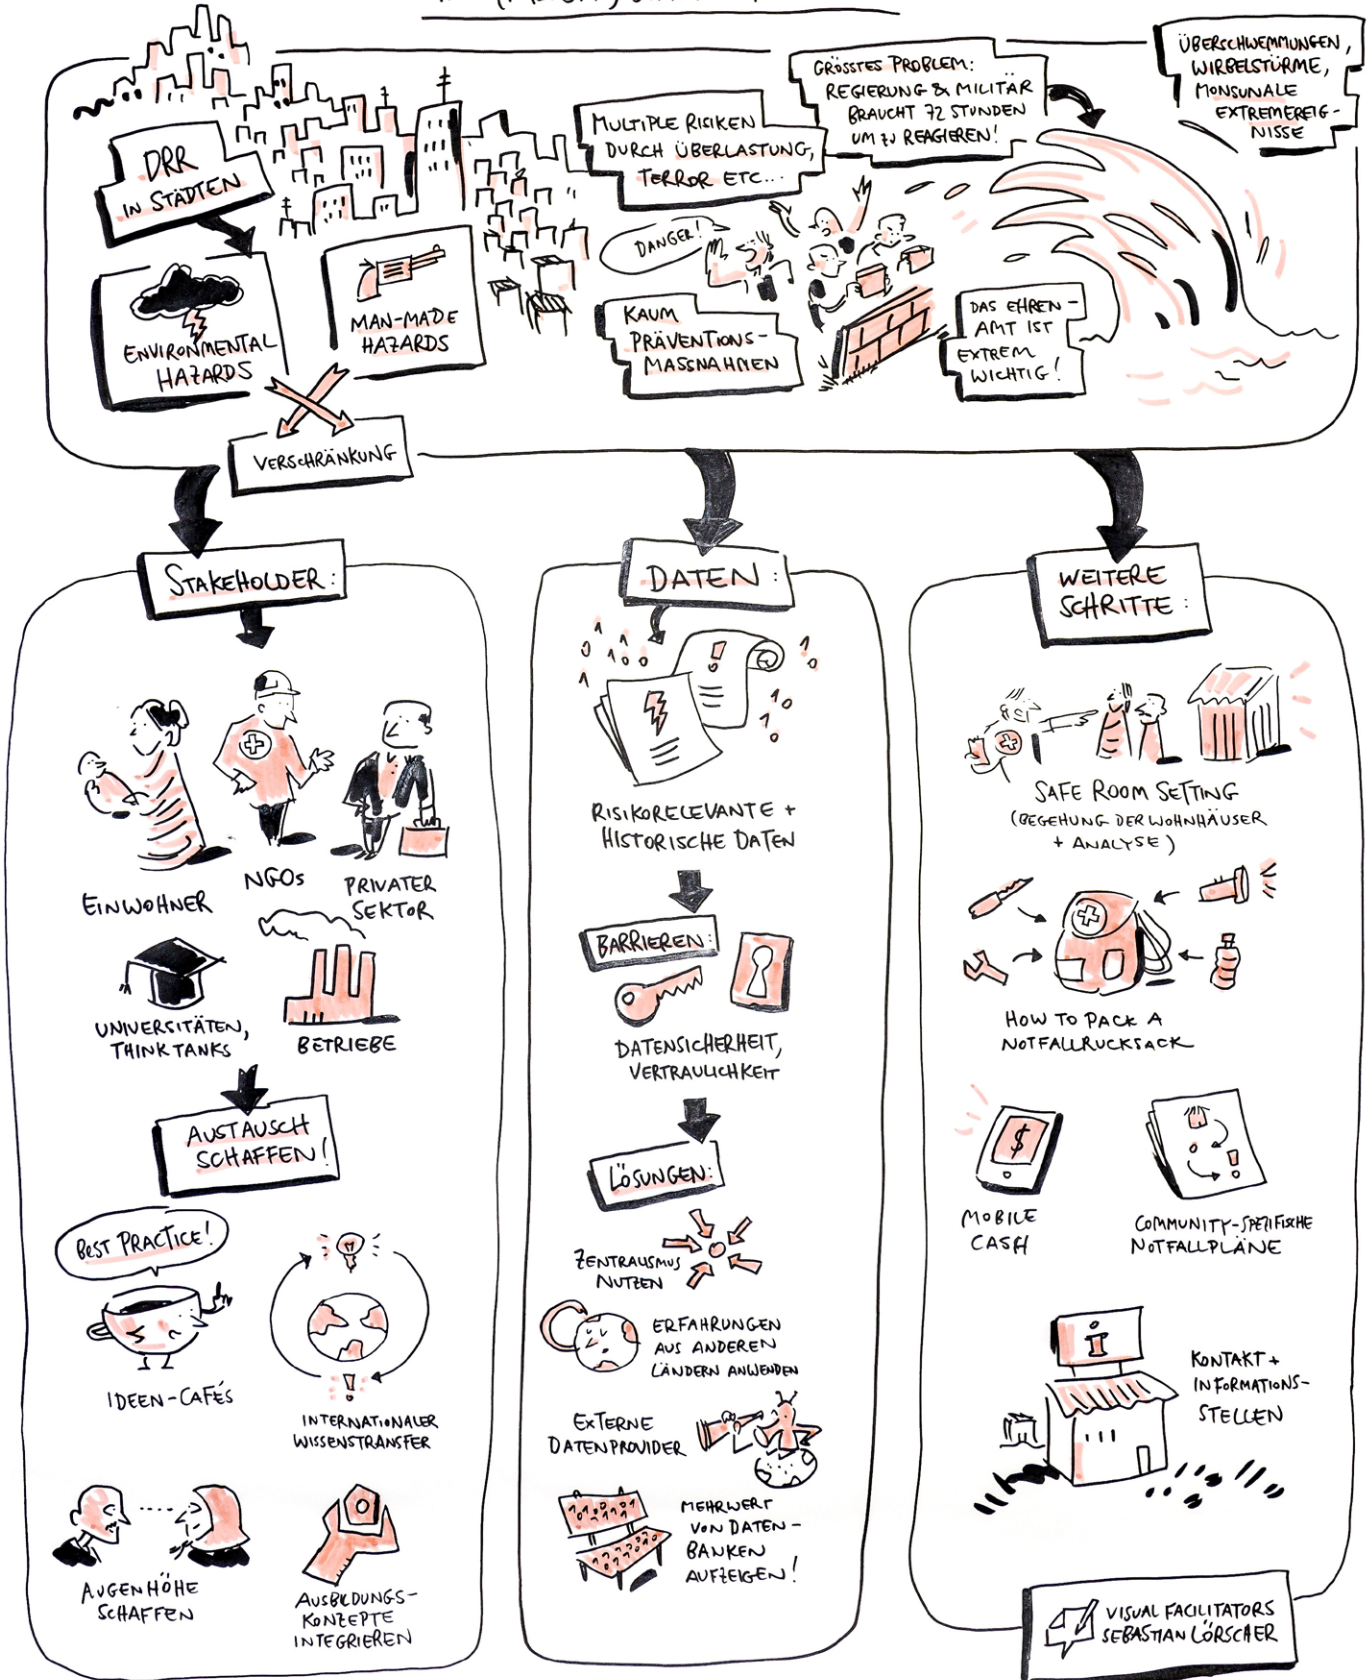 ÜBERSCHWEMMUNGEN,
WIRBELSTÜRME,
MONSUNALE
EXTREMEREIG-
NISSE
GRÖSSTES PROBLEM:
REGIERUNG & MILITÄR
BRAUCHT 72 STUNDEN
UM ZU REAGIEREN!
MULTIPLE RISIKEN
DURCH ÜBERLASTUNG,
TERROR ETC...
DRR
IN STÄDTEN
DANGER!
ENVIRONMENTAL
HAZARDS
MAN-MADE
HAZARDS
KAUM
PRÄVENTIONS-
MASSNAHMEN
DAS EHREN-
AMT IST
EXTREM
WICHTIG!
VERSCHRÄNKUNG
STAKEHOLDER:
EINWOHNER
NGOs
PRIVATER
SEKTOR
UNIVERSITÄTEN,
THINK TANKS
BETRIEBE
AUSTAUSCH
SCHAFFEN!
BEST PRACTICE!
IDEEN-CAFÉS
INTERNATIONALER
WISSENSTRANSFER
AUGENHÖHE
SCHAFFEN
AUSBILDUNGS-
KONZEPTE
INTEGRIEREN
DATEN:
RISIKORELEVANTE +
HISTORISCHE DATEN
BARRIEREN:
DATENSICHERHEIT,
VERTRAULICHKEIT
LÖSUNGEN:
ZENTRALISMUS
NUTZEN
ERFAHRUNGEN
AUS ANDEREN
LÄNDERN ANWENDEN
EXTERNE
DATENPROVIDER
MEHRWERT
VON DATEN-
BANKEN
AUFZEIGEN!
WEITERE
SCHRITTE:
SAFE ROOM SETTING
(BEGEHUNG DER WOHNHÄUSER
+ ANALYSE)
HOW TO PACK A
NOTFALLRUCKSACK
$
MOBILE
CASH
COMMUNITY-SPEZIFISCHE
NOTFALLPLÄNE
i
KONTAKT +
INFORMATIONS-
STELLEN
VISUAL FACILITATORS
SEBASTIAN LÖRSCHER